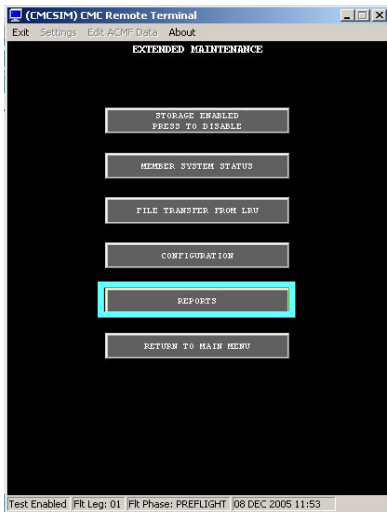 (CMCSIM) CMC Remote Terminal
Exit Settings Edit ACMF Data About
EXTENDED MAINTENANCE
STORAGE ENABLED
PRESS TO DISABLE
MEMBER SYSTEM STATUS
FILE TRANSFER FROM LRU
CONFIGURATION
REPORTS
RETURN TO MAIN MENU
Test Enabled Flt Leg: 01 Flt Phase: PREFLIGHT 08 DEC 2005 11:53